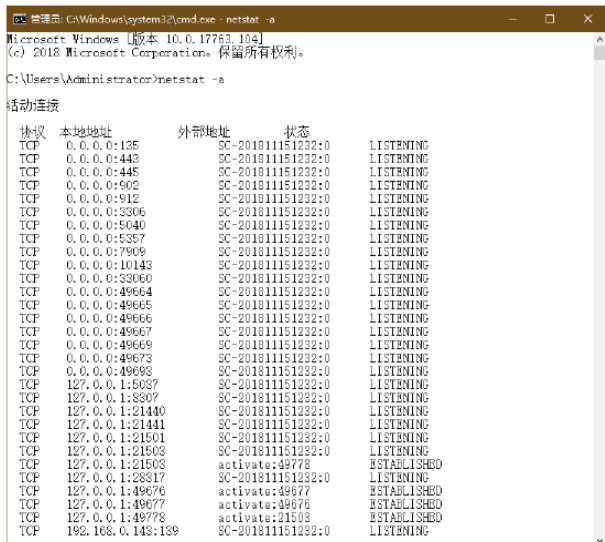 管理员: C:\Windows\system32\cmd.exe - netstat -a
Microsoft Windows [版本 10.0.17763.104]
(c) 2018 Microsoft Corporation。保留所有权利。
C:\Users\Administrator>netstat -a
活动连接
协议 本地地址 外部地址 状态
TCP 0.0.0.0:135 SC-201811151232:0 LISTENING
TCP 0.0.0.0:443 SC-201811151232:0 LISTENING
TCP 0.0.0.0:445 SC-201811151232:0 LISTENING
TCP 0.0.0.0:902 SC-201811151232:0 LISTENING
TCP 0.0.0.0:912 SC-201811151232:0 LISTENING
TCP 0.0.0.0:3306 SC-201811151232:0 LISTENING
TCP 0.0.0.0:5040 SC-201811151232:0 LISTENING
TCP 0.0.0.0:5357 SC-201811151232:0 LISTENING
TCP 0.0.0.0:7909 SC-201811151232:0 LISTENING
TCP 0.0.0.0:10143 SC-201811151232:0 LISTENING
TCP 0.0.0.0:33060 SC-201811151232:0 LISTENING
TCP 0.0.0.0:49664 SC-201811151232:0 LISTENING
TCP 0.0.0.0:49665 SC-201811151232:0 LISTENING
TCP 0.0.0.0:49666 SC-201811151232:0 LISTENING
TCP 0.0.0.0:49667 SC-201811151232:0 LISTENING
TCP 0.0.0.0:49669 SC-201811151232:0 LISTENING
TCP 0.0.0.0:49673 SC-201811151232:0 LISTENING
TCP 0.0.0.0:49693 SC-201811151232:0 LISTENING
TCP 127.0.0.1:5037 SC-201811151232:0 LISTENING
TCP 127.0.0.1:8307 SC-201811151232:0 LISTENING
TCP 127.0.0.1:21440 SC-201811151232:0 LISTENING
TCP 127.0.0.1:21441 SC-201811151232:0 LISTENING
TCP 127.0.0.1:21501 SC-201811151232:0 LISTENING
TCP 127.0.0.1:21503 SC-201811151232:0 LISTENING
TCP 127.0.0.1:21503 activate:49778 ESTABLISHED
TCP 127.0.0.1:28317 SC-201811151232:0 LISTENING
TCP 127.0.0.1:49676 activate:49677 ESTABLISHED
TCP 127.0.0.1:49677 activate:49676 ESTABLISHED
TCP 127.0.0.1:49778 activate:21503 ESTABLISHED
TCP 192.168.0.143:139 SC-201811151232:0 LISTENING